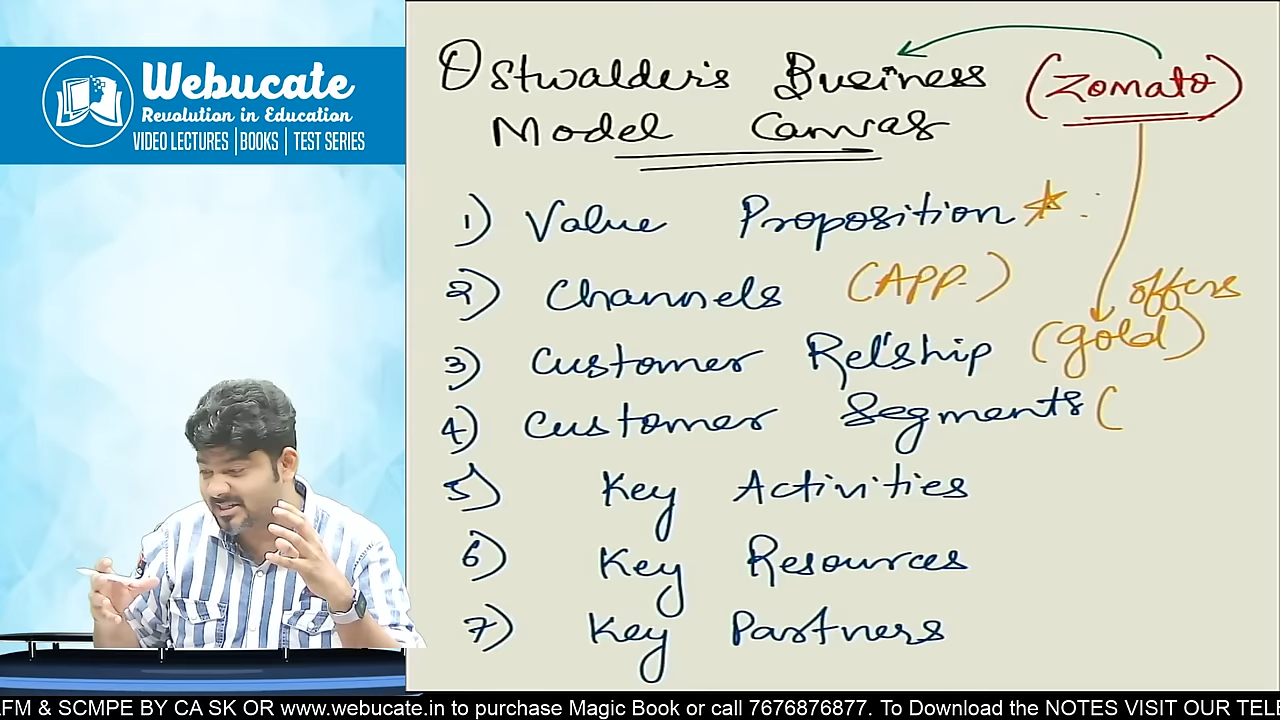 Webucate
Revolution in Education
VIDEO LECTURES | BOOKS | TEST SERIES
Ostwalder's Business (Zomato)
Model Canvas
1) Value Proposition * :
2) Channels (APP.)
offers
3) Customer Rel'ship (gold)
4) Customer Segments (
5) Key Activities
6) Key Resources
7) Key Partners
AFM & SCMPE BY CA SK OR www.webucate.in to purchase Magic Book or call 7676876877. To Download the NOTES VISIT OUR TELE